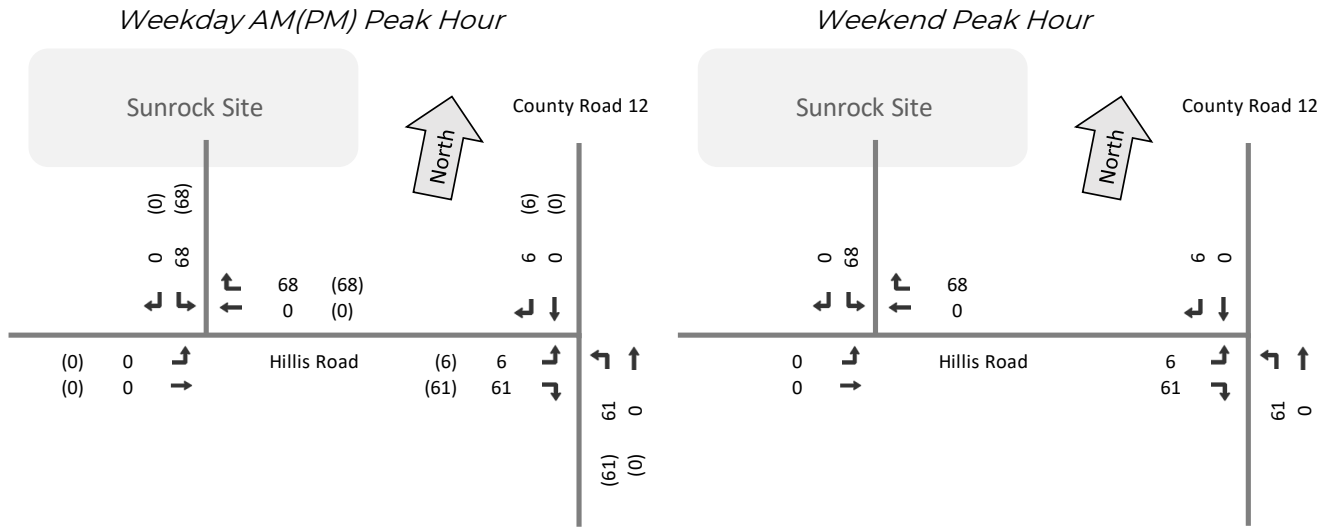 Weekday AM(PM) Peak Hour
Sunrock Site
County Road 12
North
(0) (68)
(6) (0)
0 68
6 0
68 (68)
0 (0)
(0) 0
Hillis Road
(6) 6
(0) 0
(61) 61
61 0
(61) (0)
Weekend Peak Hour
Sunrock Site
County Road 12
North
0 68
6 0
68
0
0
Hillis Road
6
0
61
61 0